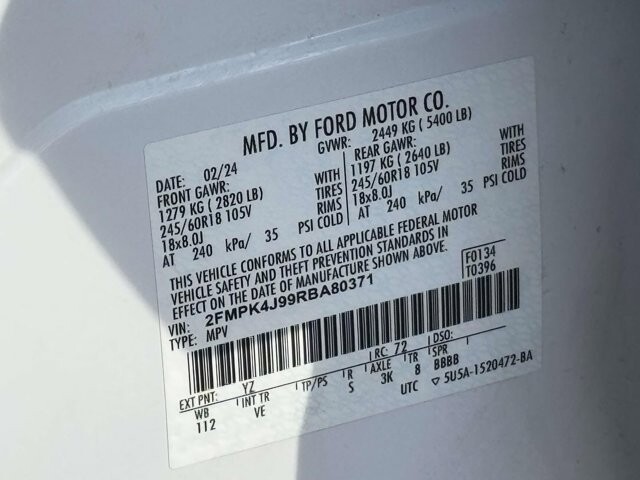 MFD. BY FORD MOTOR CO.
DATE: 02/24 GVWR: 2449 KG ( 5400 LB)
FRONT GAWR: REAR GAWR:
1279 KG ( 2820 LB) WITH 1197 KG ( 2640 LB) WITH
245/60R18 105V TIRES 245/60R18 105V TIRES
18x8.0J RIMS 18x8.0J RIMS
AT 240 kPa/ 35 PSI COLD AT 240 kPa/ 35 PSI COLD
THIS VEHICLE CONFORMS TO ALL APPLICABLE FEDERAL MOTOR
VEHICLE SAFETY AND THEFT PREVENTION STANDARDS IN
EFFECT ON THE DATE OF MANUFACTURE SHOWN ABOVE.
F0134
T0396
VIN: 2FMPK4J99RBA80371
TYPE: MPV
EXT PNT: YZ RC: 72 DSO:
WB INT TR TP/PS R AXLE TR SPR
112 VE S 3K 8 BBBB
UTC ▽ 5U5A-1520472-BA